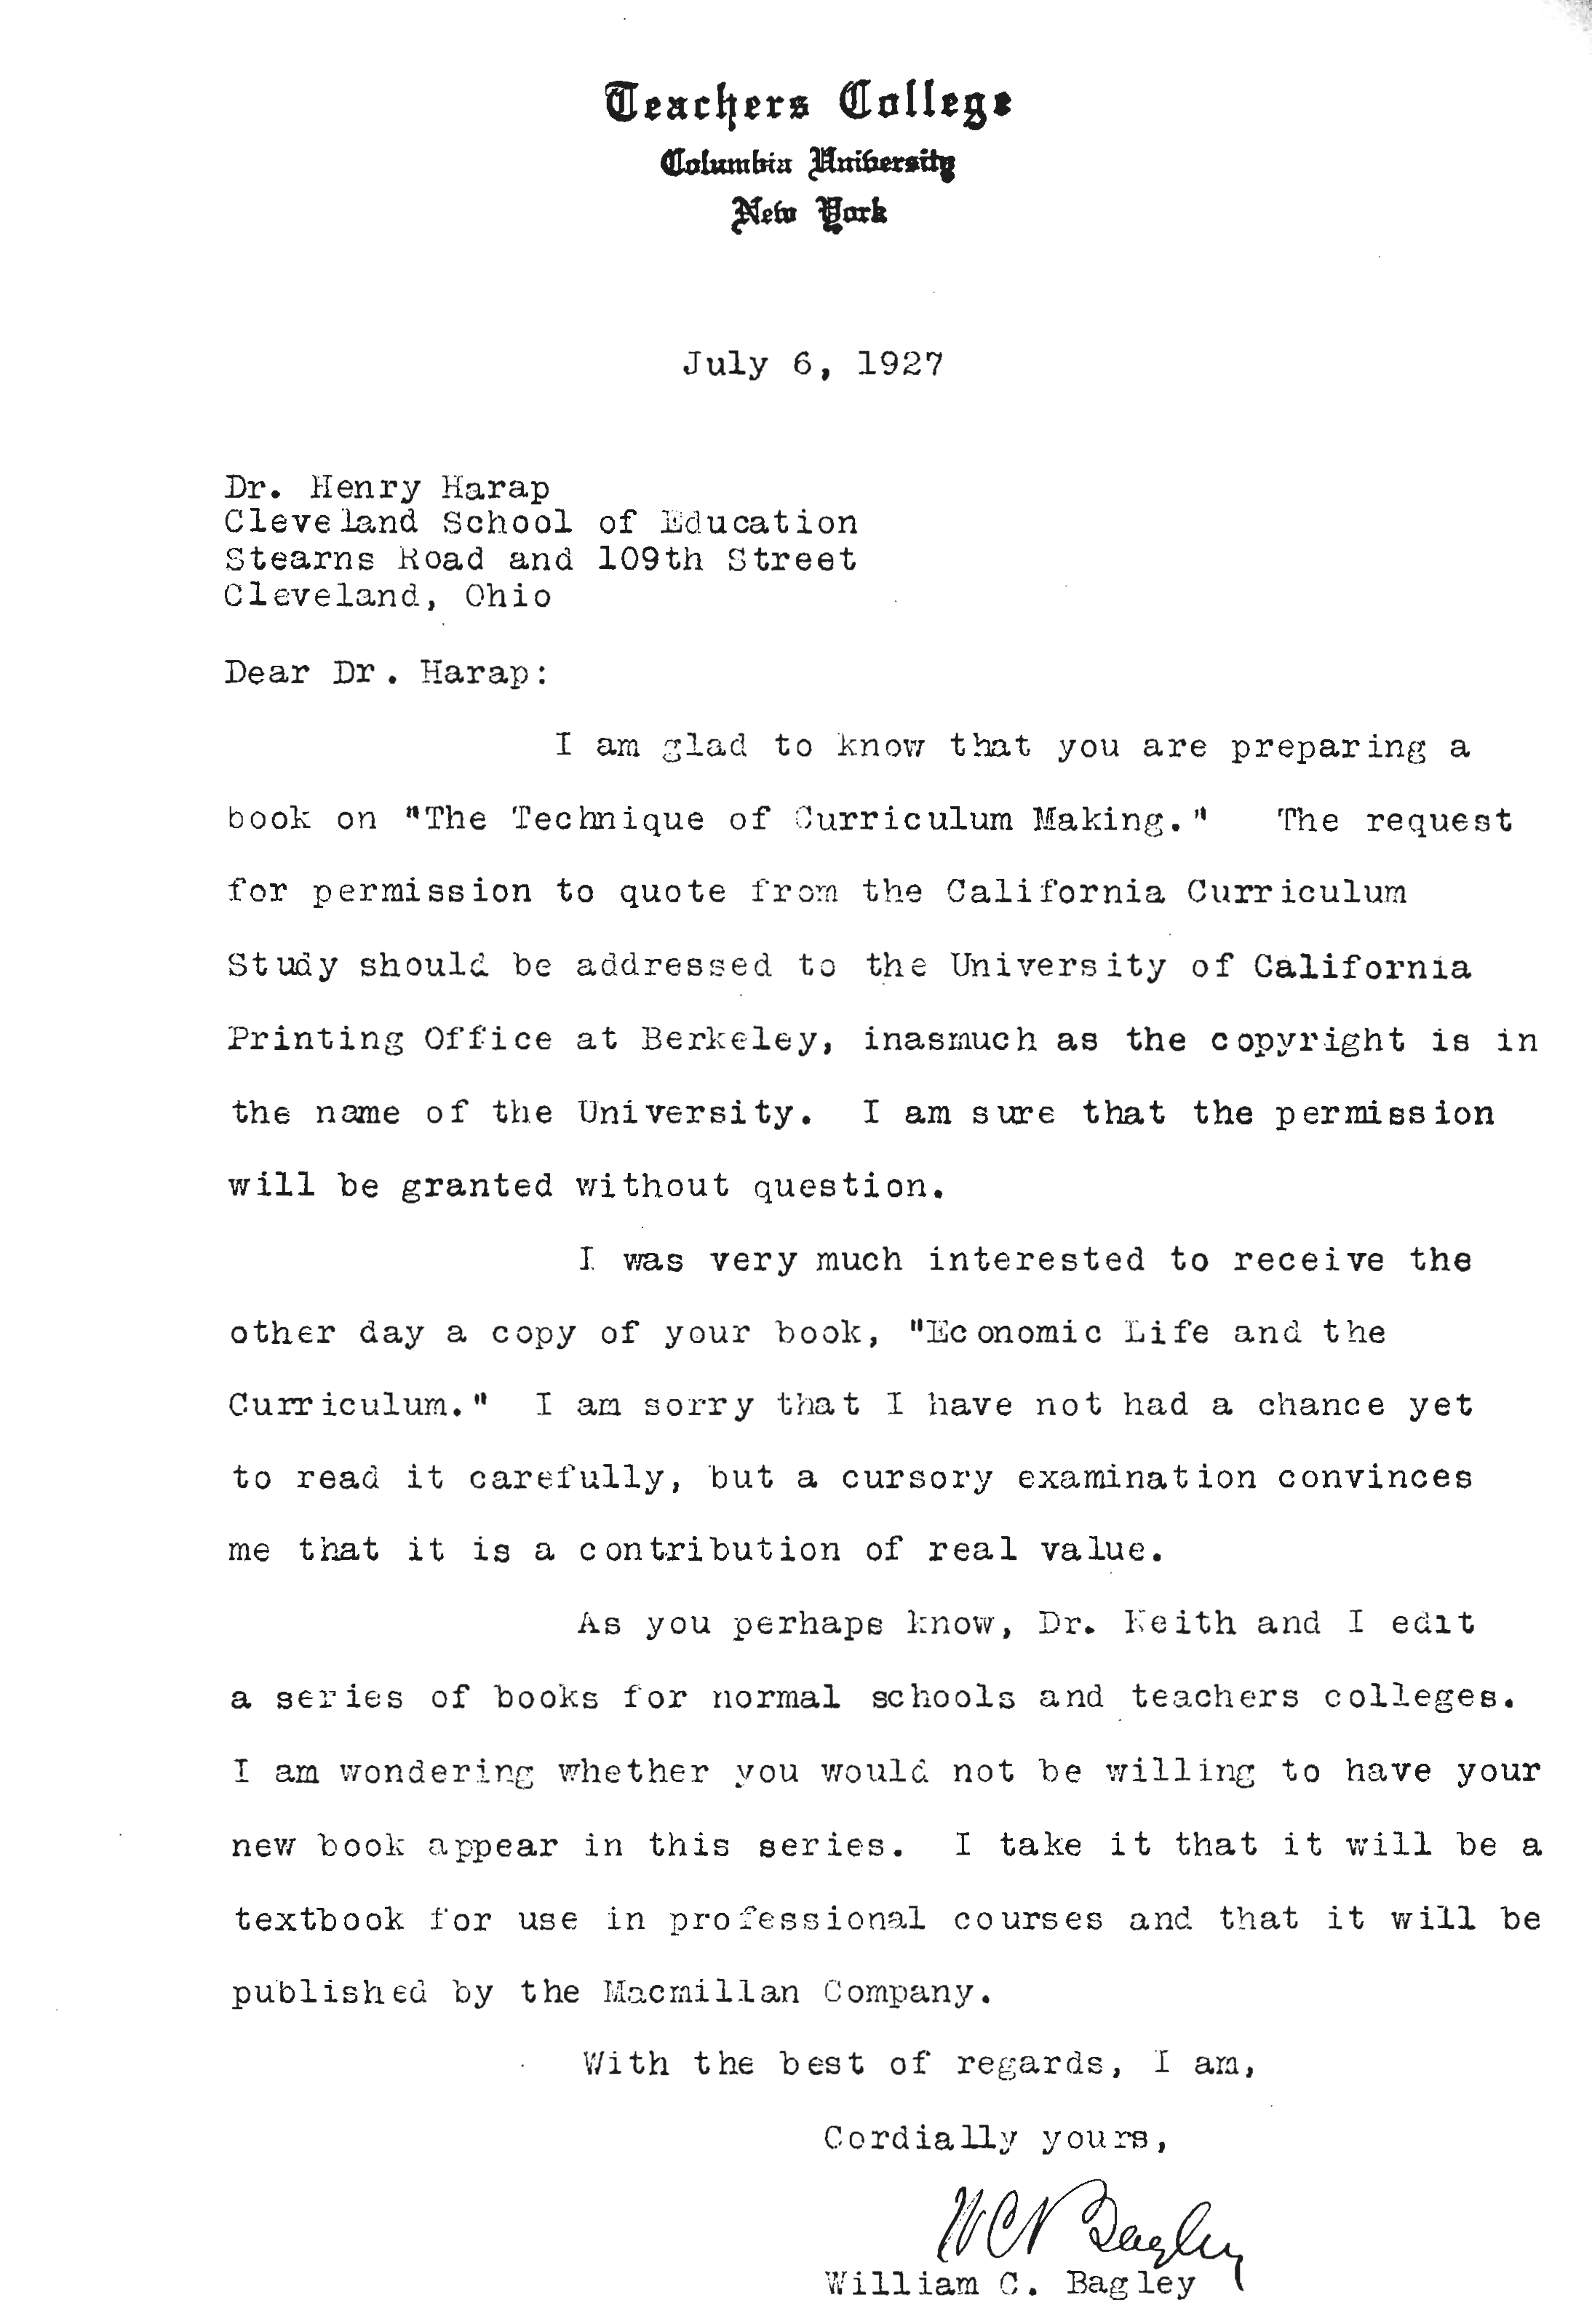 Teachers College
Columbia University
New York
July 6, 1927
Dr. Henry Harap
Cleveland School of Education
Stearns Road and 109th Street
Cleveland, Ohio
Dear Dr. Harap:
I am glad to know that you are preparing a
book on "The Technique of Curriculum Making." The request
for permission to quote from the California Curriculum
Study should be addressed to the University of California
Printing Office at Berkeley, inasmuch as the copyright is in
the name of the University. I am sure that the permission
will be granted without question.
I was very much interested to receive the
other day a copy of your book, "Economic Life and the
Curriculum." I am sorry that I have not had a chance yet
to read it carefully, but a cursory examination convinces
me that it is a contribution of real value.
As you perhaps know, Dr. Keith and I edit
a series of books for normal schools and teachers colleges.
I am wondering whether you would not be willing to have your
new book appear in this series. I take it that it will be a
textbook for use in professional courses and that it will be
published by the Macmillan Company.
With the best of regards, I am,
Cordially yours,
W C Bagley
William C. Bagley